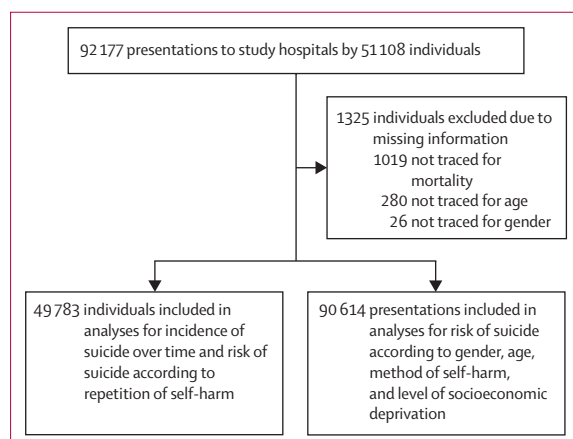 92 177 presentations to study hospitals by 51 108 individuals
1325 individuals excluded due to
missing information
1019 not traced for
mortality
280 not traced for age
26 not traced for gender
49 783 individuals included in
analyses for incidence of
suicide over time and risk of
suicide according to
repetition of self-harm
90 614 presentations included in
analyses for risk of suicide
according to gender, age,
method of self-harm,
and level of socioeconomic
deprivation